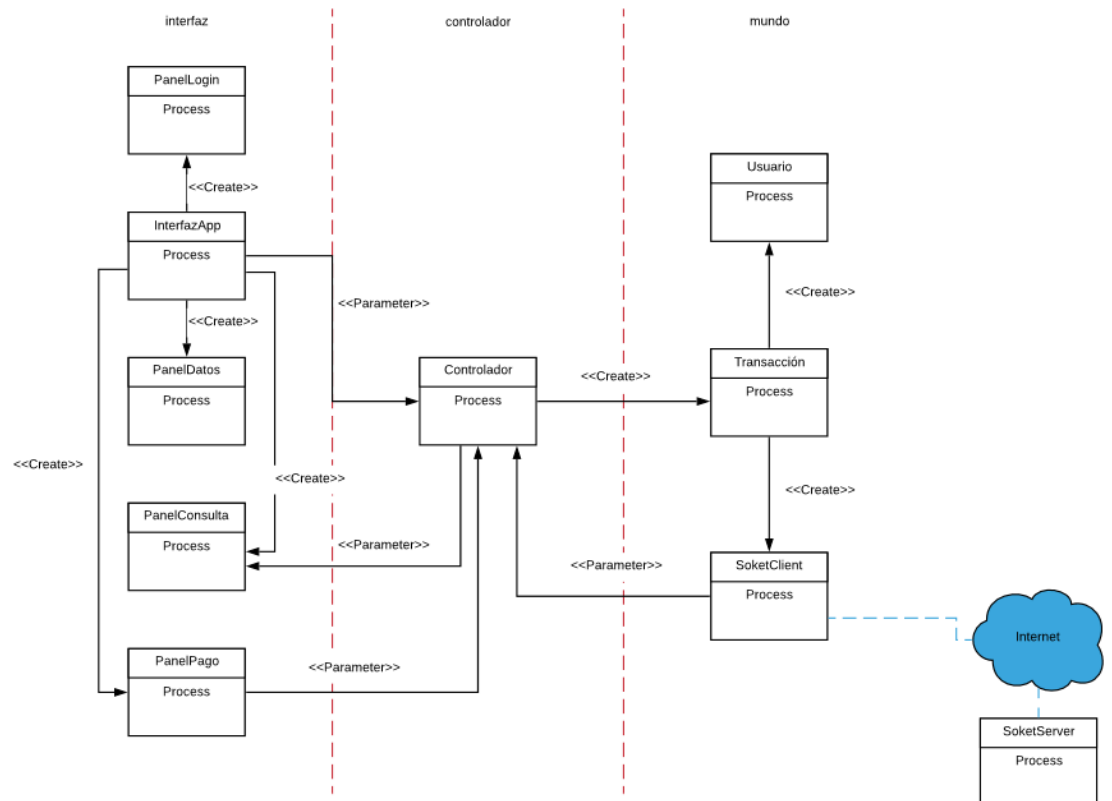 interfaz
controlador
mundo
PanelLogin
Process
<<Create>>
InterfazApp
Process
<<Create>>
PanelDatos
Process
<<Create>>
<<Create>>
PanelConsulta
Process
PanelPago
Process
<<Parameter>>
<<Parameter>>
<<Parameter>>
Controlador
Process
<<Create>>
<<Parameter>>
Usuario
Process
<<Create>>
Transacción
Process
<<Create>>
SoketClient
Process
Internet
SoketServer
Process